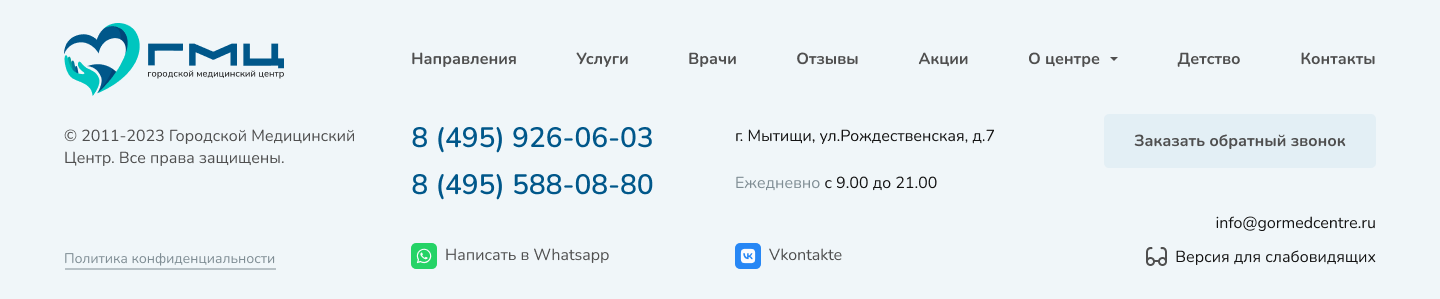 ГМЦ
городской медицинский центр
Направления
Услуги
Врачи
Отзывы
Акции
О центре
Детство
Контакты
© 2011-2023 Городской Медицинский
Центр. Все права защищены.
Политика конфиденциальности
8 (495) 926-06-03
8 (495) 588-08-80
Написать в Whatsapp
г. Мытищи, ул.Рождественская, д.7
Ежедневно с 9.00 до 21.00
Vkontakte
Заказать обратный звонок
info@gormedcentre.ru
Версия для слабовидящих